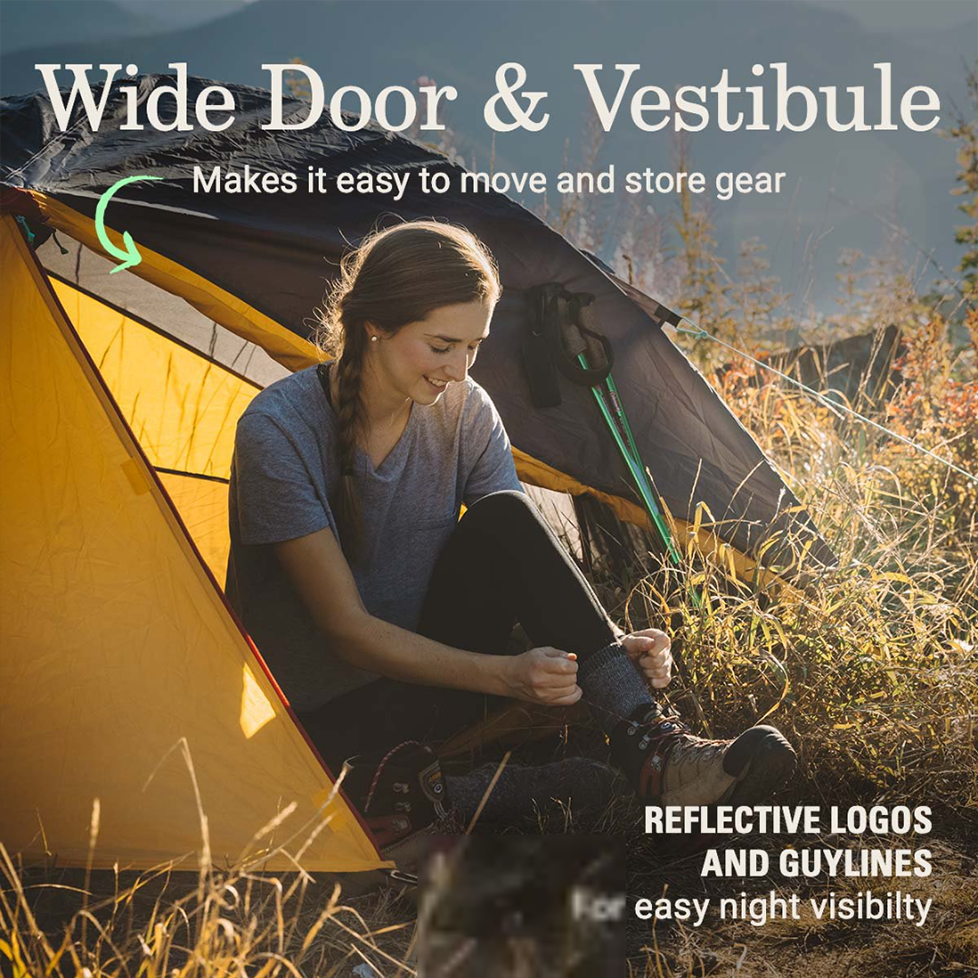 Wide Door & Vestibule
Makes it easy to move and store gear
REFLECTIVE LOGOS
AND GUYLINES
easy night visibilty